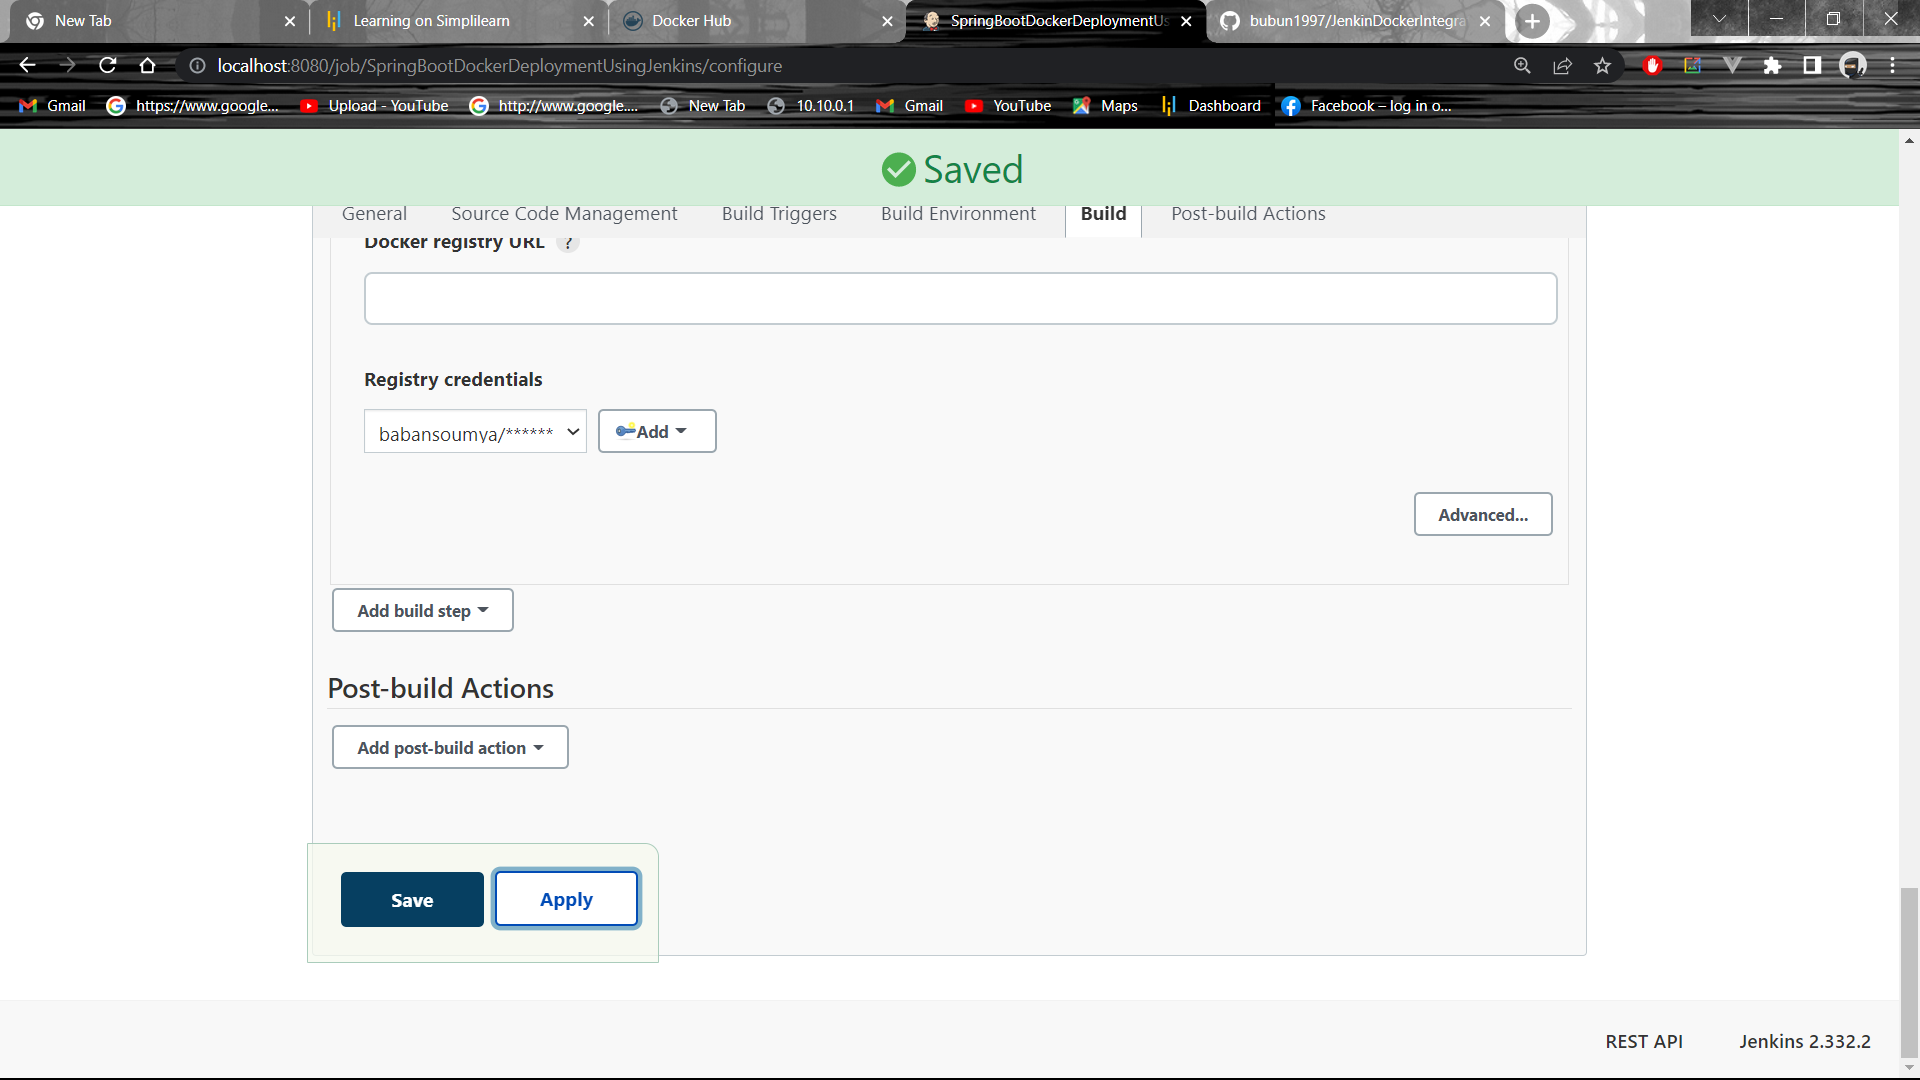 New Tab
Learning on Simplilearn
Docker Hub
SpringBootDockerDeploymentUs
bubun1997/JenkinDockerIntegra
localhost:8080/job/SpringBootDockerDeploymentUsingJenkins/configure
Gmail
https://www.google...
Upload - YouTube
http://www.google....
New Tab
10.10.0.1
Gmail
YouTube
Maps
Dashboard
Facebook – log in o...
Saved
General
Source Code Management
Build Triggers
Build Environment
Build
Post-build Actions
Docker registry URL ?
Registry credentials
babansoumya/******
Add
Advanced...
Add build step
Post-build Actions
Add post-build action
Save
Apply
REST API
Jenkins 2.332.2